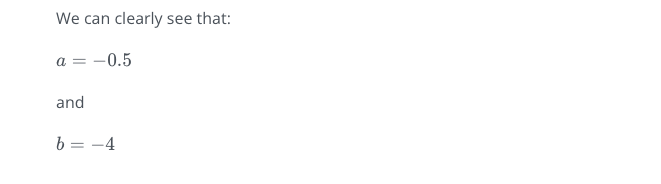 We can clearly see that:
a = −0.5
and
b = −4